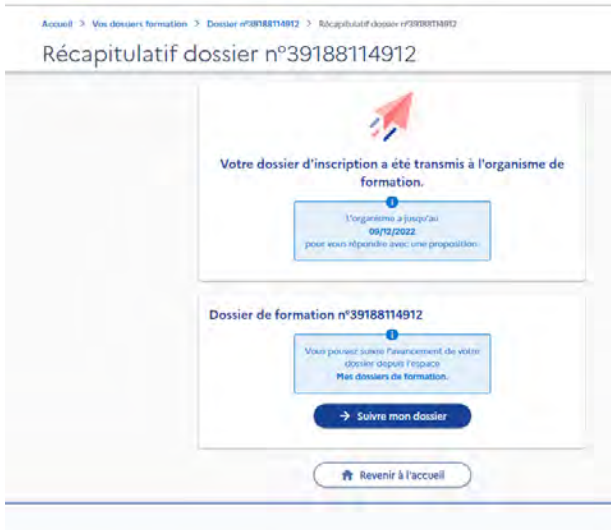 Accueil > Vos dossiers formation > Dossier n°39188114912 > Récapitulatif dossier n°39188114912
Récapitulatif dossier n°39188114912
Votre dossier d'inscription a été transmis à l'organisme de
formation.
L'organisme a jusqu'au
09/12/2022
pour vous répondre avec une proposition.
Dossier de formation n°39188114912
Vous pouvez suivre l'avancement de votre
dossier depuis l'espace
Mes dossiers de formation.
→ Suivre mon dossier
Revenir à l'accueil